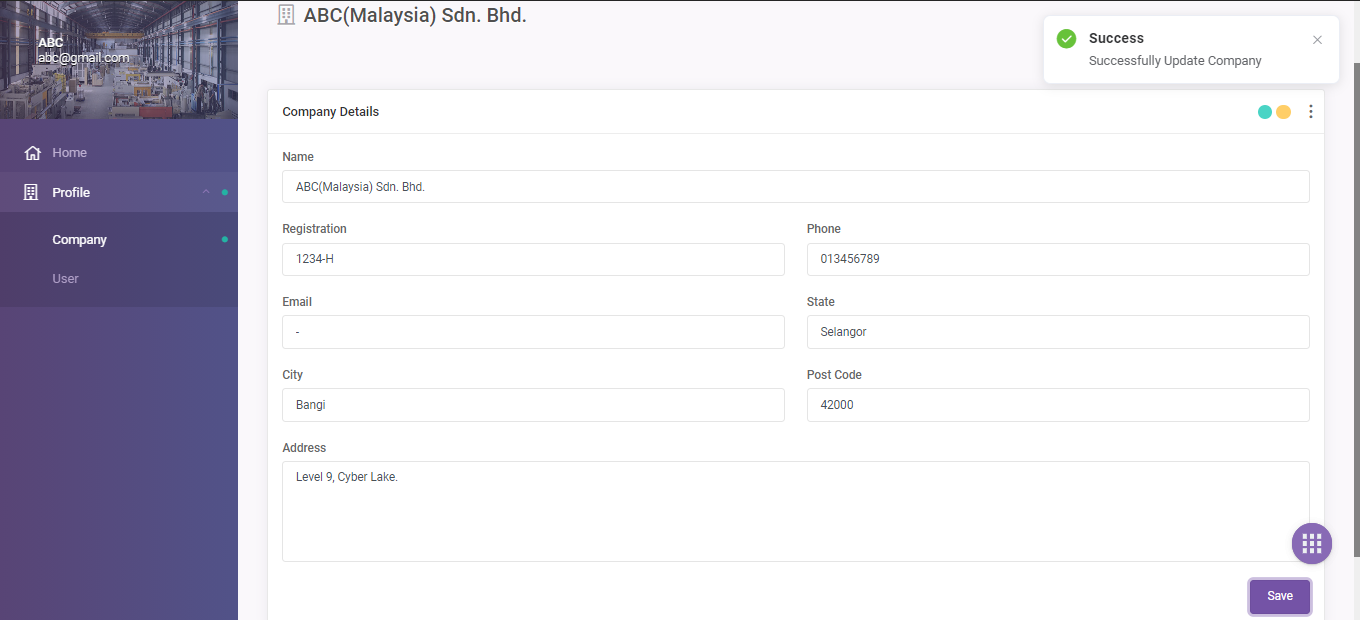 ABC
abc@gmail.com
Home
Profile
Company
User
ABC(Malaysia) Sdn. Bhd.
Success
Successfully Update Company
Company Details
Name
ABC(Malaysia) Sdn. Bhd.
Registration
Phone
1234-H
013456789
Email
State
-
Selangor
City
Post Code
Bangi
42000
Address
Level 9, Cyber Lake.
Save